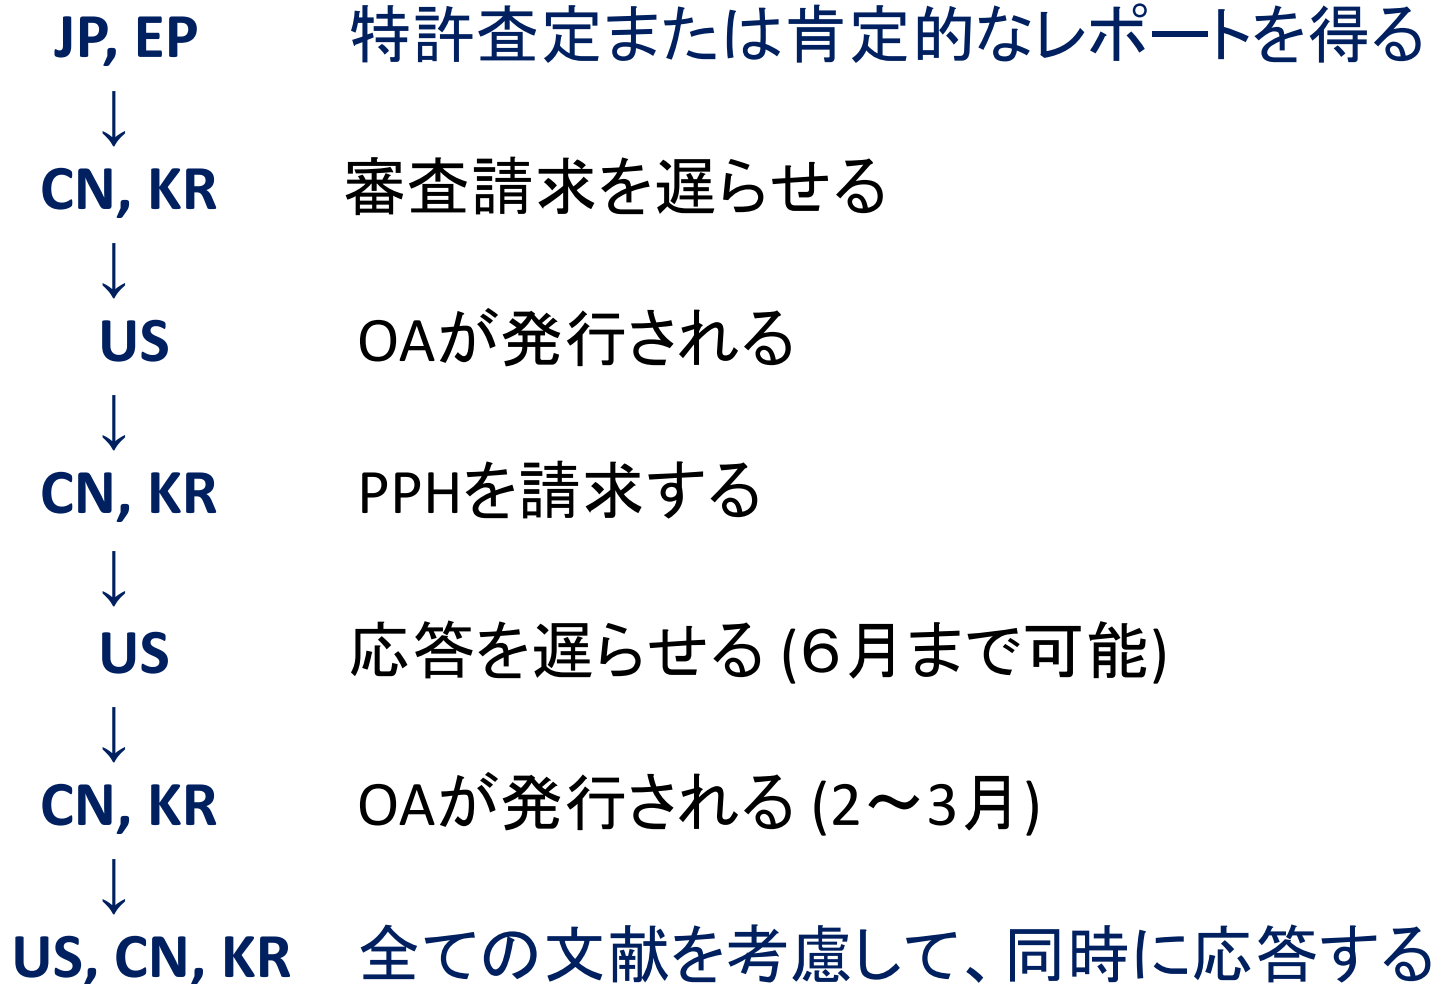 JP, EP 特許査定または肯定的なレポートを得る
↓
CN, KR 審査請求を遅らせる
↓
US OAが発行される
↓
CN, KR PPHを請求する
↓
US 応答を遅らせる (６月まで可能)
↓
CN, KR OAが発行される (2〜3月)
↓
US, CN, KR 全ての文献を考慮して、同時に応答する